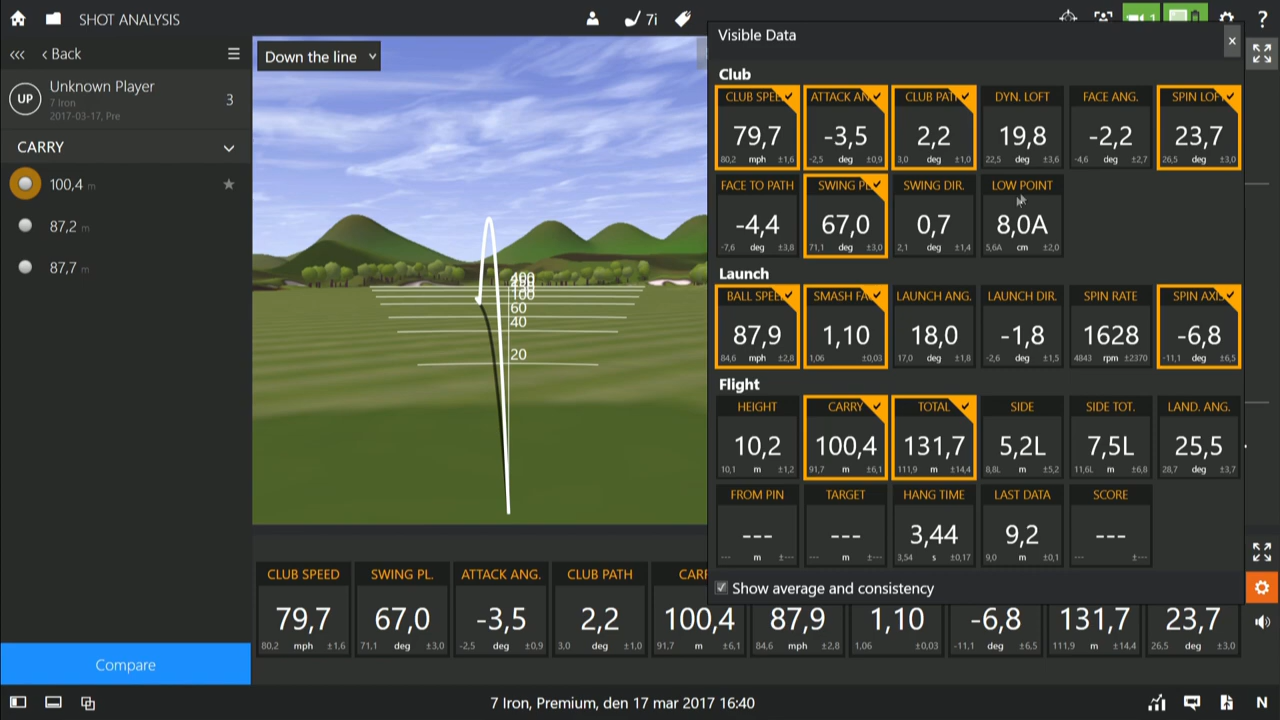 SHOT ANALYSIS
7i
1
?
Back
Unknown Player
7 Iron
2017-03-17, Pre
UP
3
CARRY
100,4 m
87,2 m
87,7 m
Compare
Down the line
100
60
40
20
Visible Data
Club
CLUB SPE ATTACK AN CLUB PAT DYN. LOFT FACE ANG. SPIN LOF
79,7 -3,5 2,2 19,8 -2,2 23,7
80,2 mph ±1,6 -2,5 deg ±0,9 3,0 deg ±1,0 22,5 deg ±3,6 -4,6 deg ±2,7 26,5 deg ±3,0
FACE TO PATH SWING PL SWING DIR. LOW POINT
-4,4 67,0 0,7 8,0A
-7,6 deg ±3,8 71,1 deg ±3,0 2,1 deg ±1,4 5,6A cm ±2,0
Launch
BALL SPE SMASH FA LAUNCH ANG. LAUNCH DIR. SPIN RATE SPIN AXI
87,9 1,10 18,0 -1,8 1628 -6,8
84,6 mph ±2,8 1,06 ±0,03 17,0 deg ±1,8 -2,6 deg ±1,5 4843 rpm ±2370 -11,1 deg ±6,5
Flight
HEIGHT CARRY TOTAL SIDE SIDE TOT. LAND. ANG.
10,2 100,4 131,7 5,2L 7,5L 25,5
10,1 m ±1,2 91,7 m ±6,1 111,9 m ±14,4 8,8L m ±5,2 11,6L m ±6,8 28,7 deg ±3,7
FROM PIN TARGET HANG TIME LAST DATA SCORE
--- --- 3,44 9,2 ---
--- m ±--- --- m ±--- 3,54 s ±0,17 9,0 m ±0,1 --- ±---
Show average and consistency
CLUB SPEED SWING PL. ATTACK ANG. CLUB PATH CARR
79,7 67,0 -3,5 2,2 100,4 87,9 1,10 -6,8 131,7 23,7
80,2 mph ±1,6 71,1 deg ±3,0 -2,5 deg ±0,9 3,0 deg ±1,0 91,7 m ±6,1 84,6 mph ±2,8 1,06 ±0,03 -11,1 deg ±6,5 111,9 m ±14,4 26,5 deg ±3,0
7 Iron, Premium, den 17 mar 2017 16:40
N